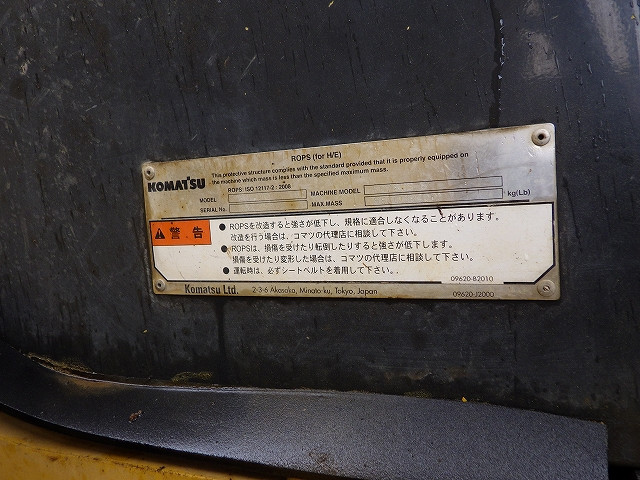 ROPS (for H/E)
KOMATSU
This protective structure complies with the standard provided that it is properly equipped on
the machine which mass is less than the specified maximum mass.
ROPS: ISO 12117-2 : 2008
MODEL
MACHINE MODEL
SERIAL No.
MAX.MASS
kg(Lb)
警告
● ROPSを改造すると強さが低下し、規格に適合しなくなることがあります。
改造を行う場合は、コマツの代理店に相談して下さい。
● ROPSは、損傷を受けたり転倒したりすると強さが低下します。
損傷を受けたり変形した場合は、コマツの代理店に相談して下さい。
● 運転時は、必ずシートベルトを着用して下さい。
09620-B2010
Komatsu Ltd. 2-3-6 Akasaka, Minato-ku, Tokyo, Japan
09620-J2000